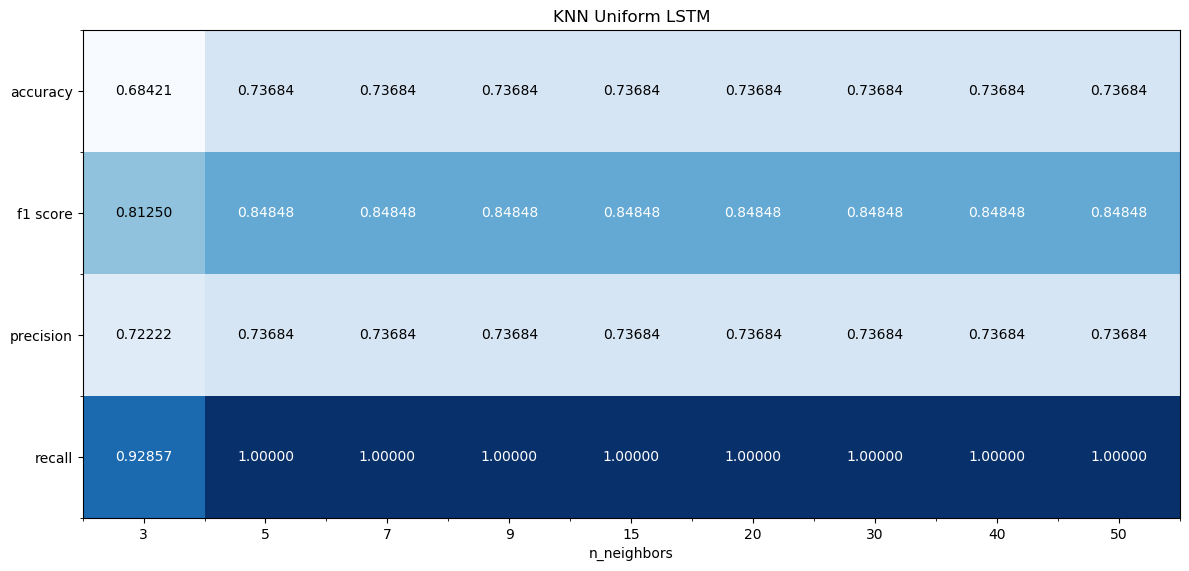 KNN Uniform LSTM
accuracy 0.68421 0.73684 0.73684 0.73684 0.73684 0.73684 0.73684 0.73684 0.73684
f1 score 0.81250 0.84848 0.84848 0.84848 0.84848 0.84848 0.84848 0.84848 0.84848
precision 0.72222 0.73684 0.73684 0.73684 0.73684 0.73684 0.73684 0.73684 0.73684
recall 0.92857 1.00000 1.00000 1.00000 1.00000 1.00000 1.00000 1.00000 1.00000
3 5 7 9 15 20 30 40 50
n_neighbors